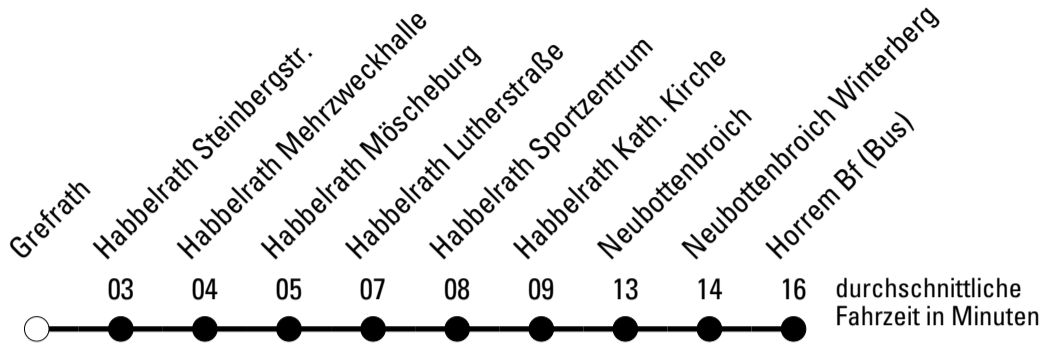 Grefrath
Habbelrath Steinbergstr.
Habbelrath Mehrzweckhalle
Habbelrath Möscheburg
Habbelrath Lutherstraße
Habbelrath Sportzentrum
Habbelrath Kath. Kirche
Neubottenbroich
Neubottenbroich Winterberg
Horrem Bf (Bus)
03 04 05 07 08 09 13 14 16
durchschnittliche
Fahrzeit in Minuten